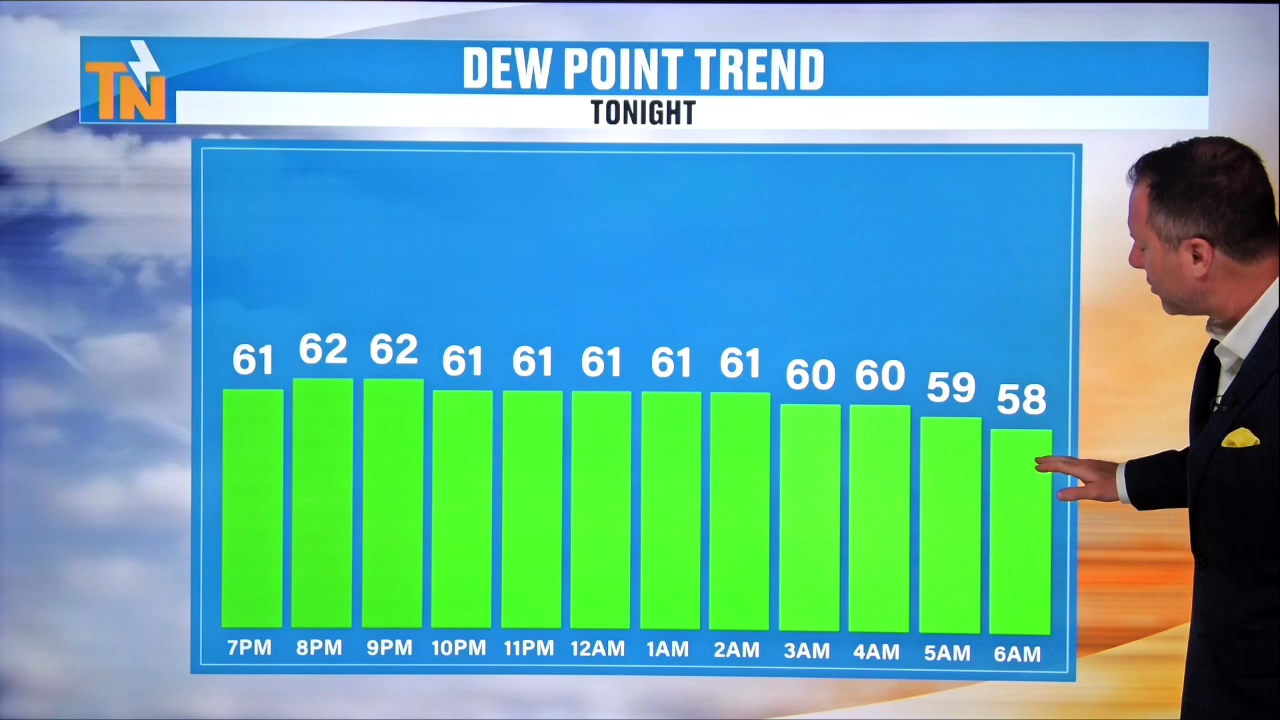 TN
DEW POINT TREND
TONIGHT
61 62 62 61 61 61 61 61 60 60 59 58
7PM 8PM 9PM 10PM 11PM 12AM 1AM 2AM 3AM 4AM 5AM 6AM